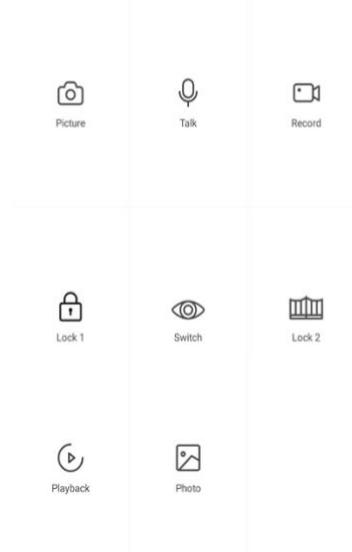 Picture
Talk
Record
Lock 1
Switch
Lock 2
Playback
Photo